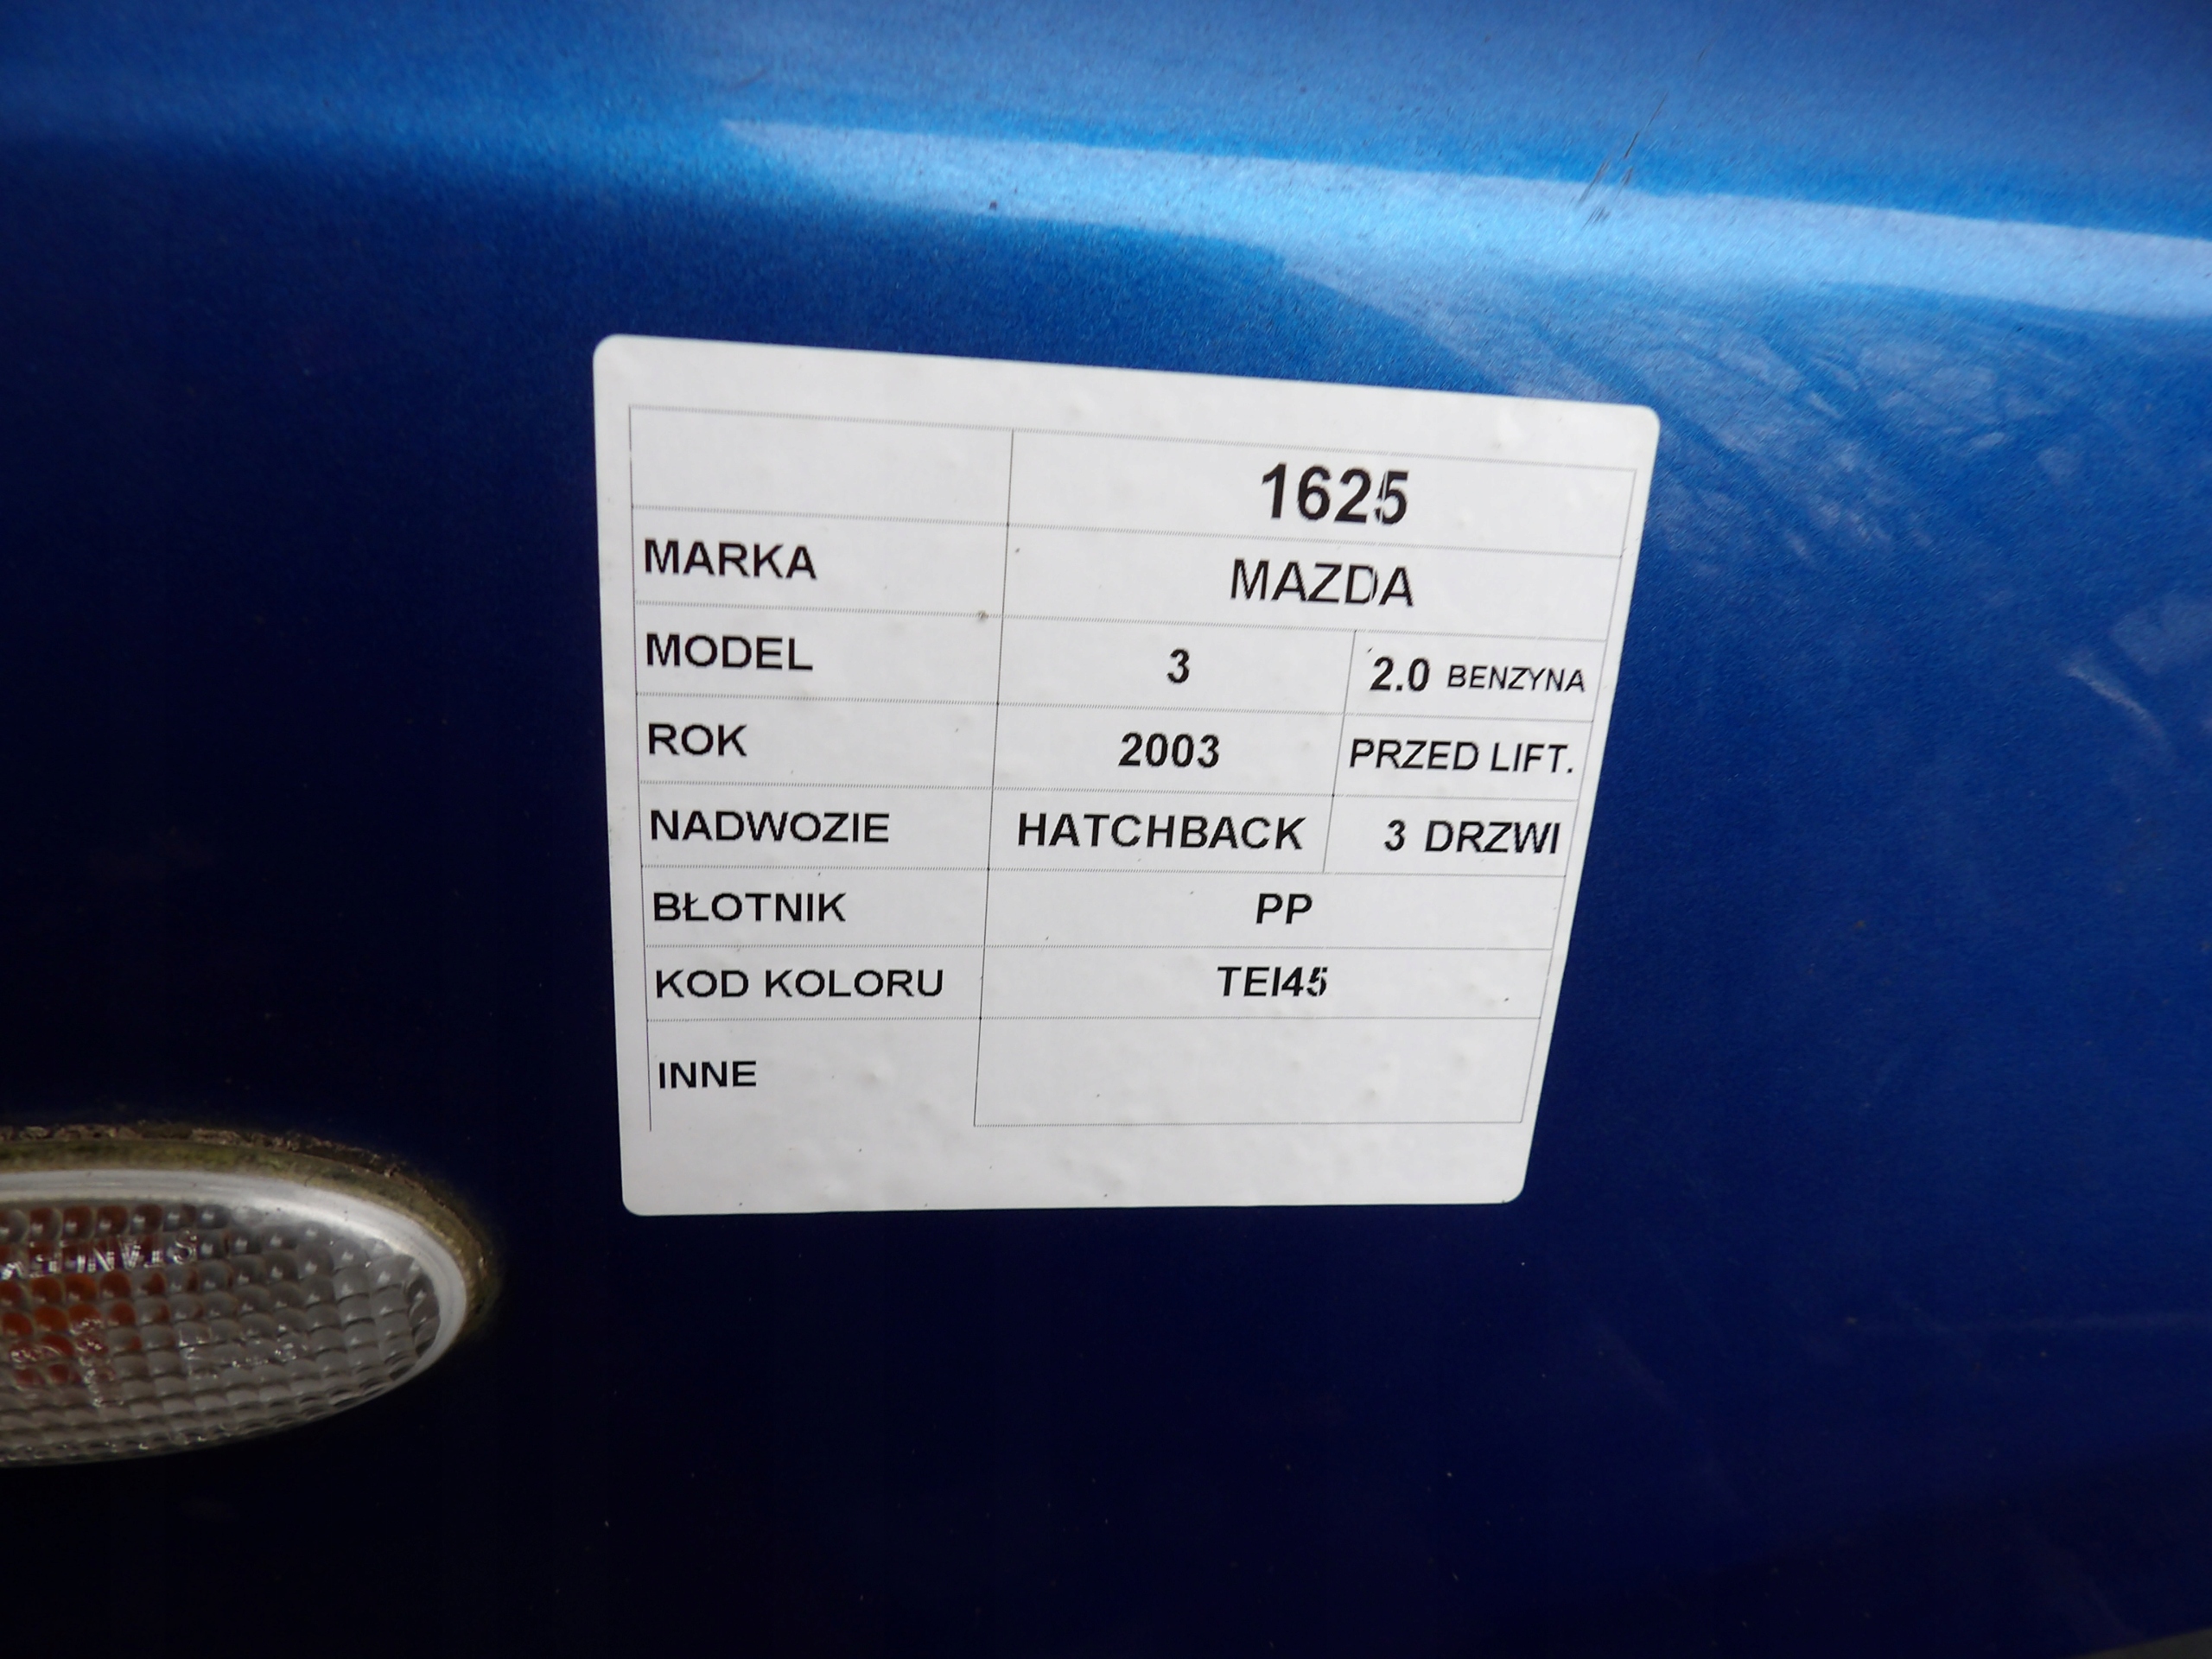 1625
MARKA MAZDA
MODEL 3 2.0 BENZYNA
ROK 2003 PRZED LIFT.
NADWOZIE HATCHBACK 3 DRZWI
BŁOTNIK PP
KOD KOLORU TEI45
INNE
STANLEY